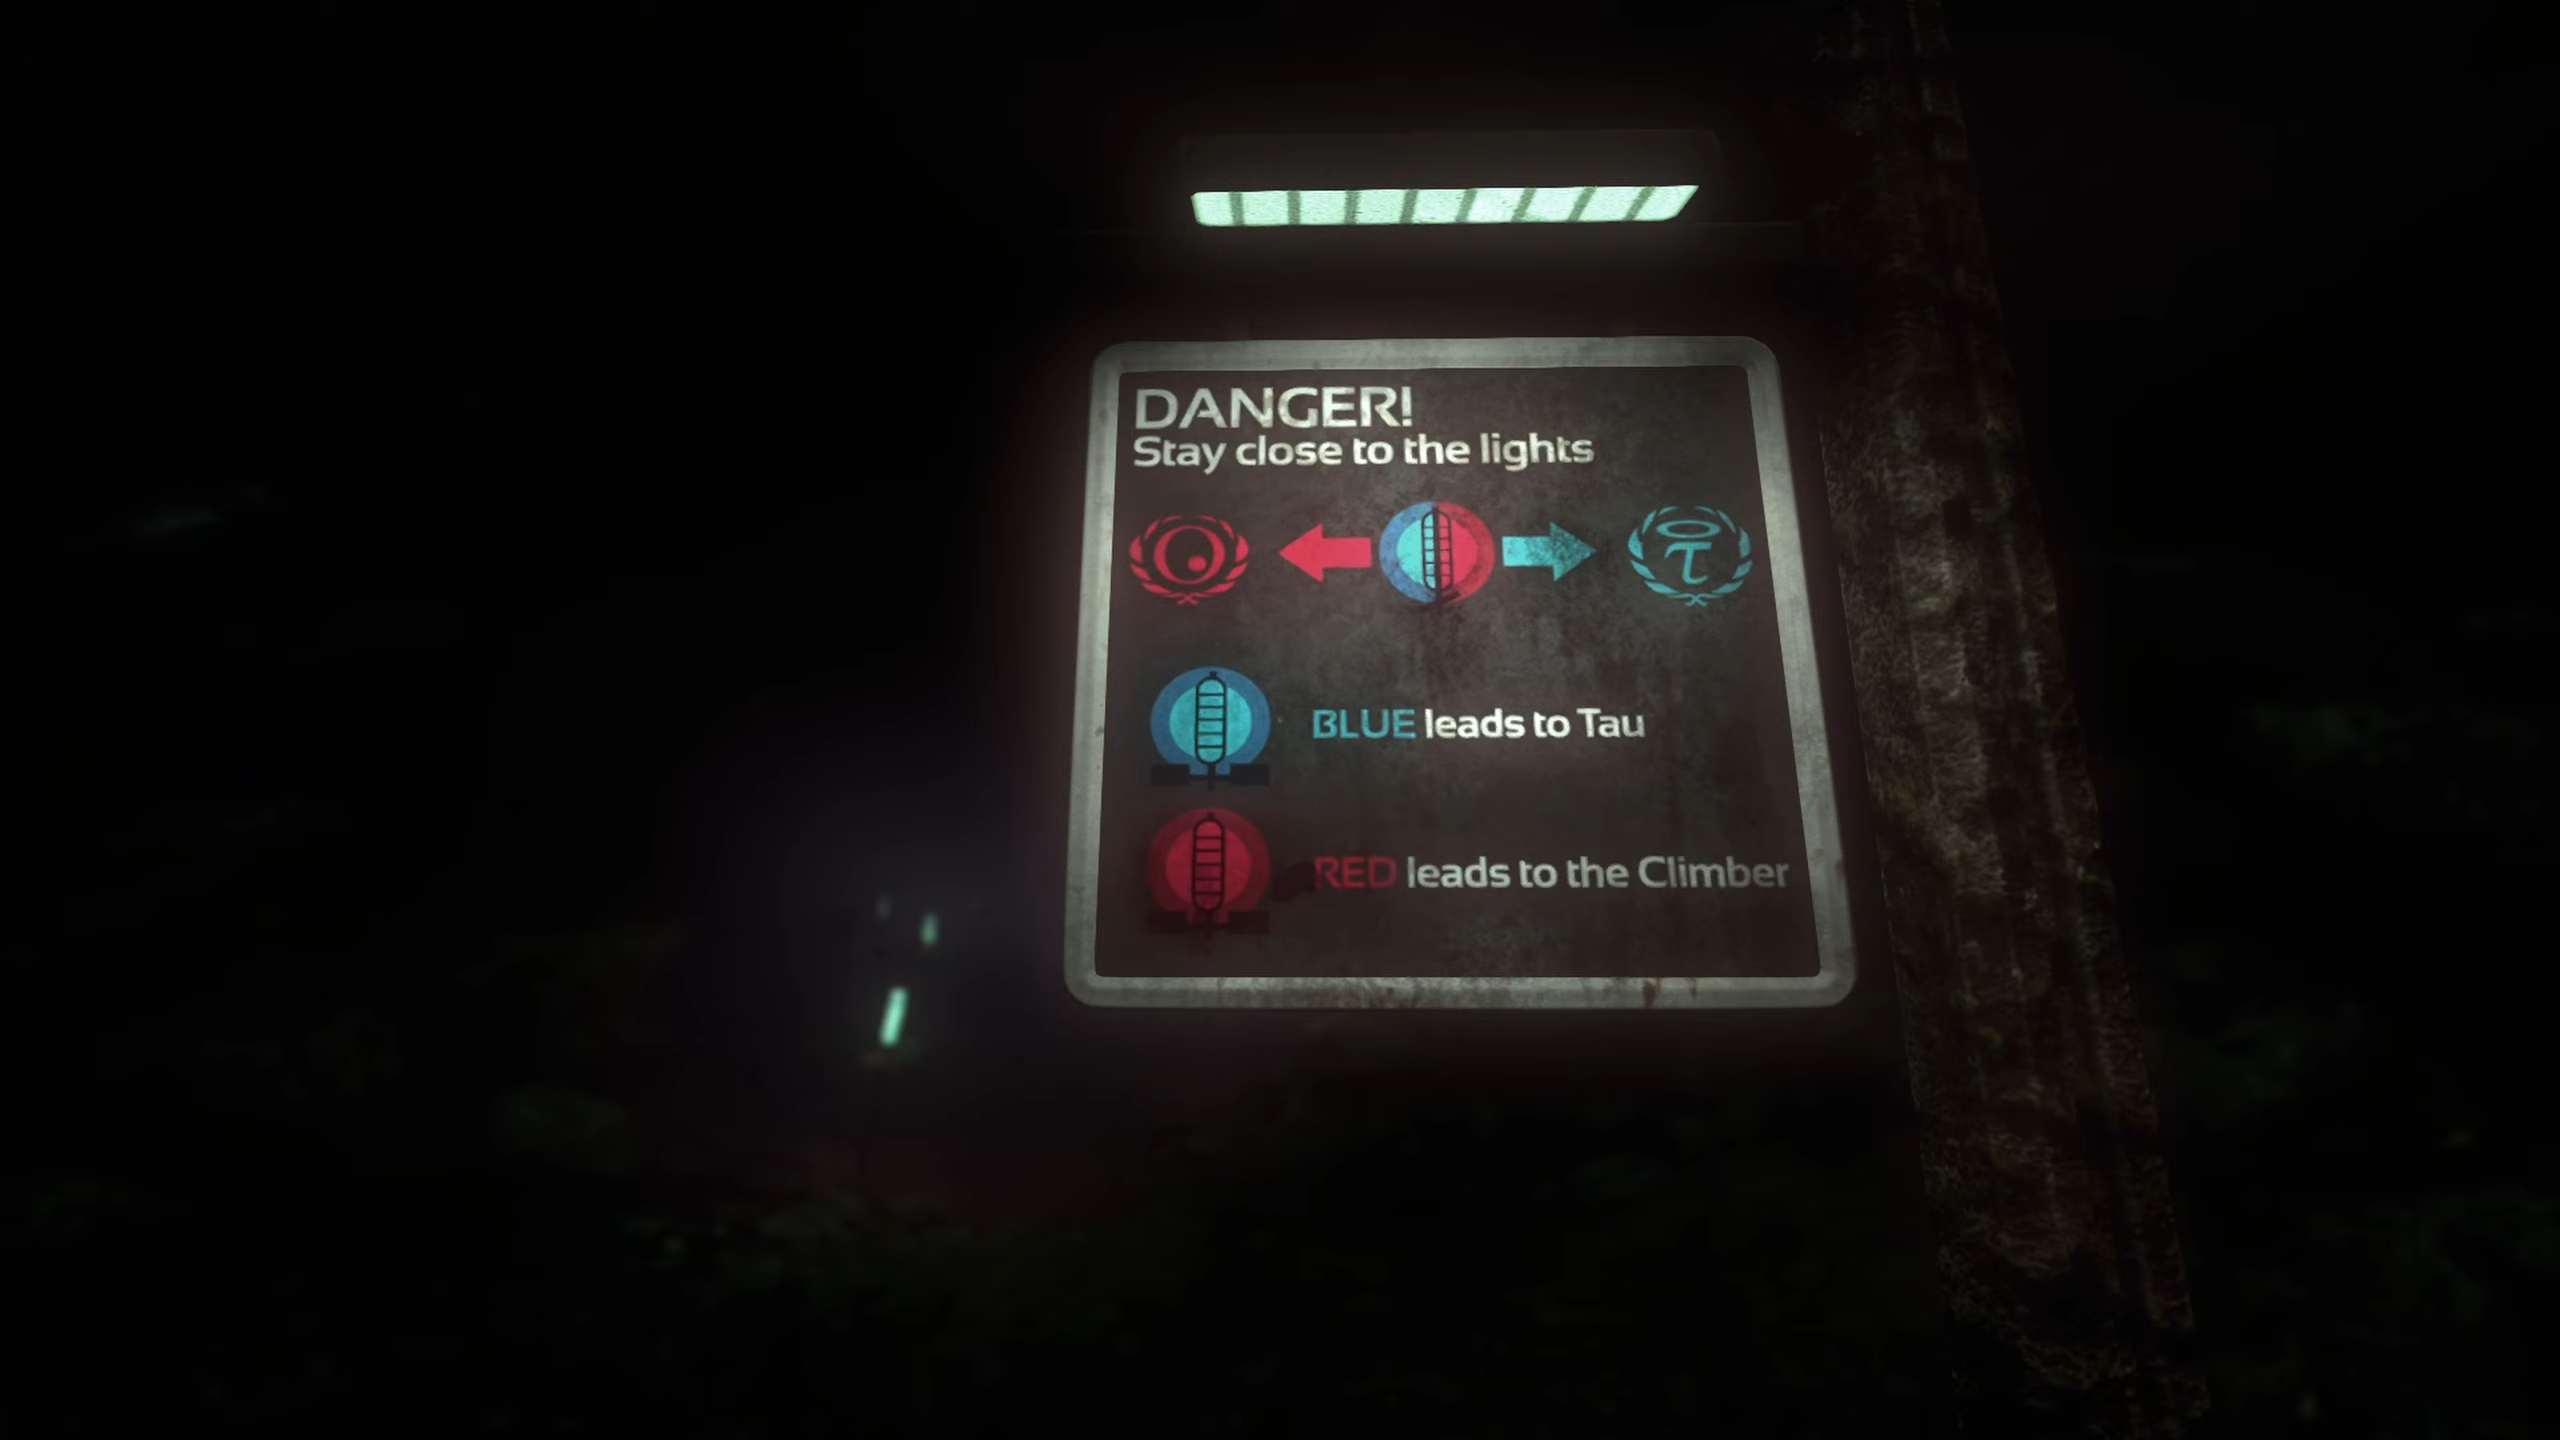 DANGER!
Stay close to the lights
τ
BLUE leads to Tau
RED leads to the Climber